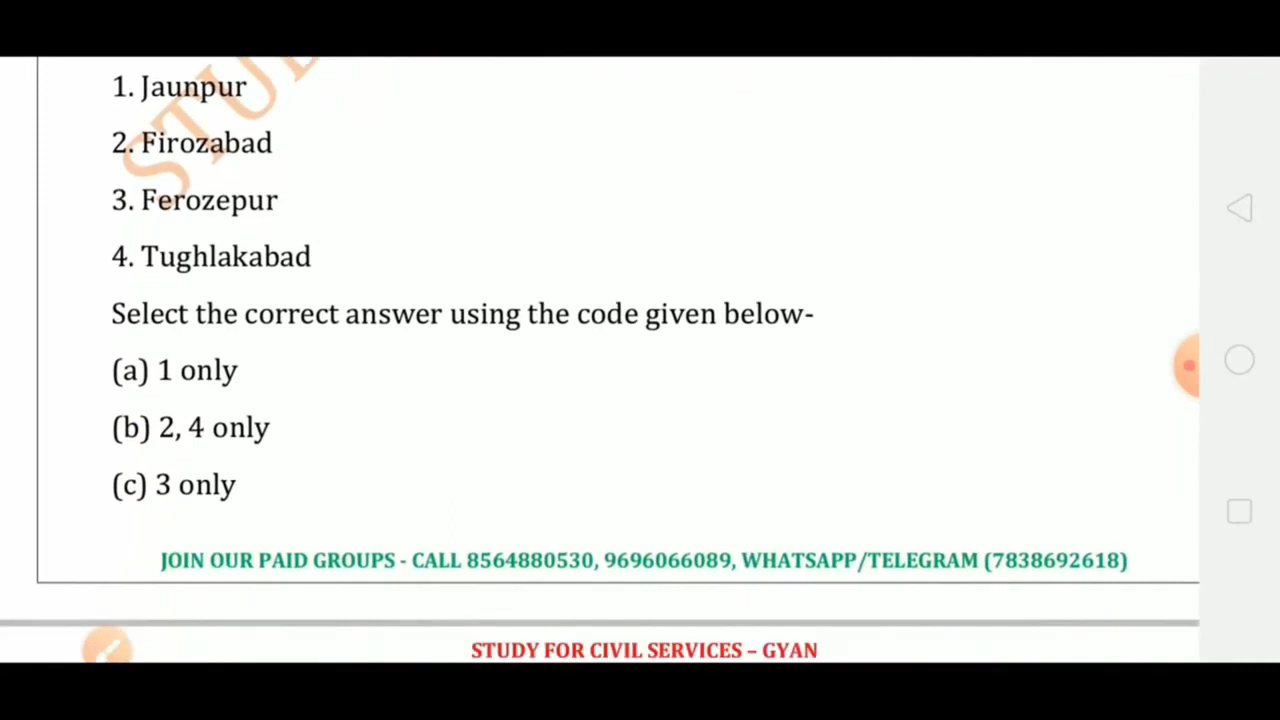 1. Jaunpur
2. Firozabad
3. Ferozepur
4. Tughlakabad
Select the correct answer using the code given below-
(a) 1 only
(b) 2, 4 only
(c) 3 only
JOIN OUR PAID GROUPS - CALL 8564880530, 9696066089, WHATSAPP/TELEGRAM (7838692618)
STUDY FOR CIVIL SERVICES – GYAN